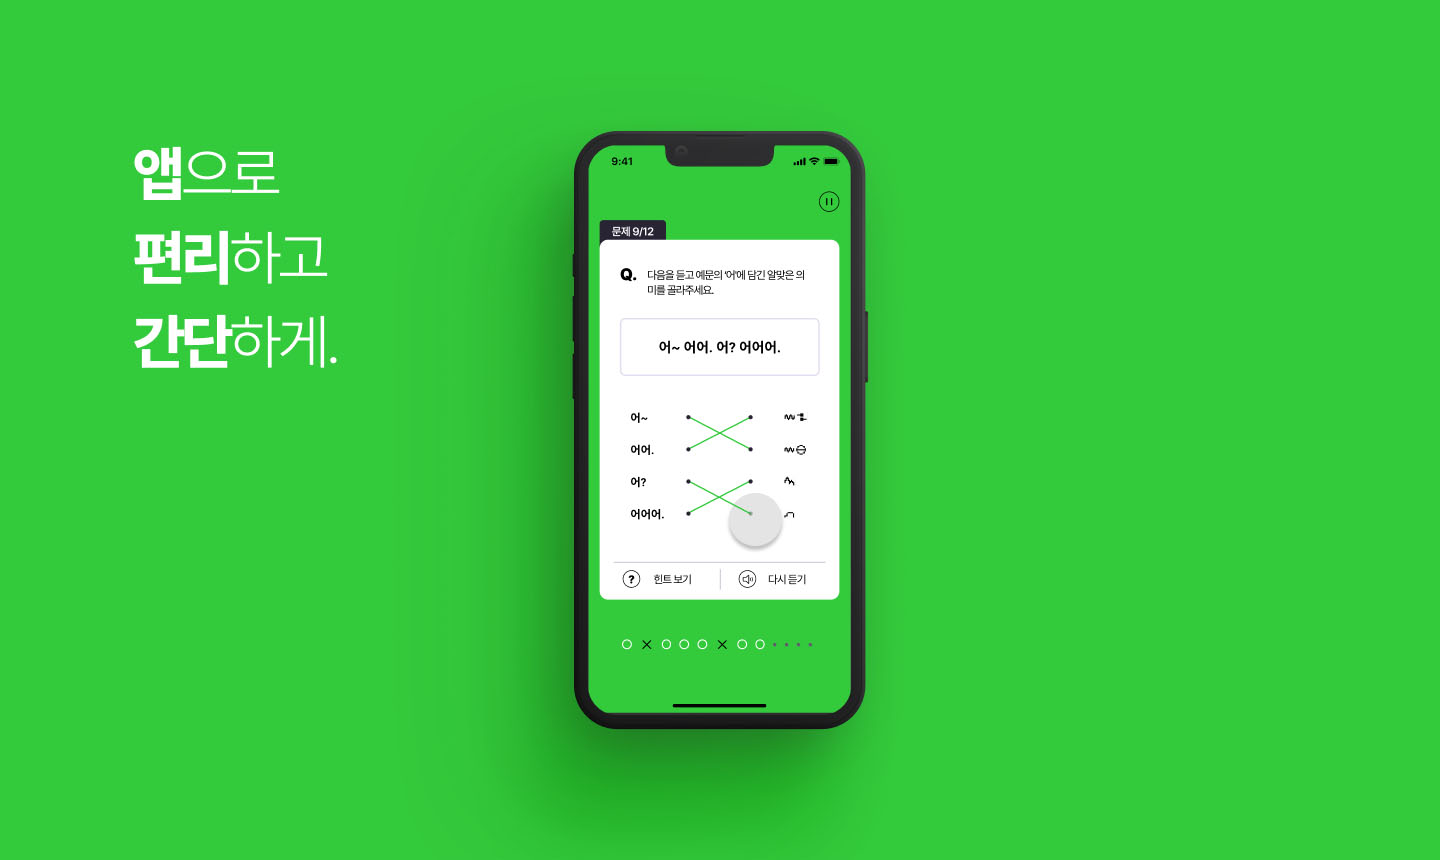 앱으로
편리하고
간단하게.
9:41
문제 9/12
Q. 다음을 듣고 예문의 '어'에 담긴 알맞은 의
미를 골라주세요.
어~ 어어. 어? 어어어.
어~
어어.
어?
어어어.
? 힌트 보기 다시 듣기